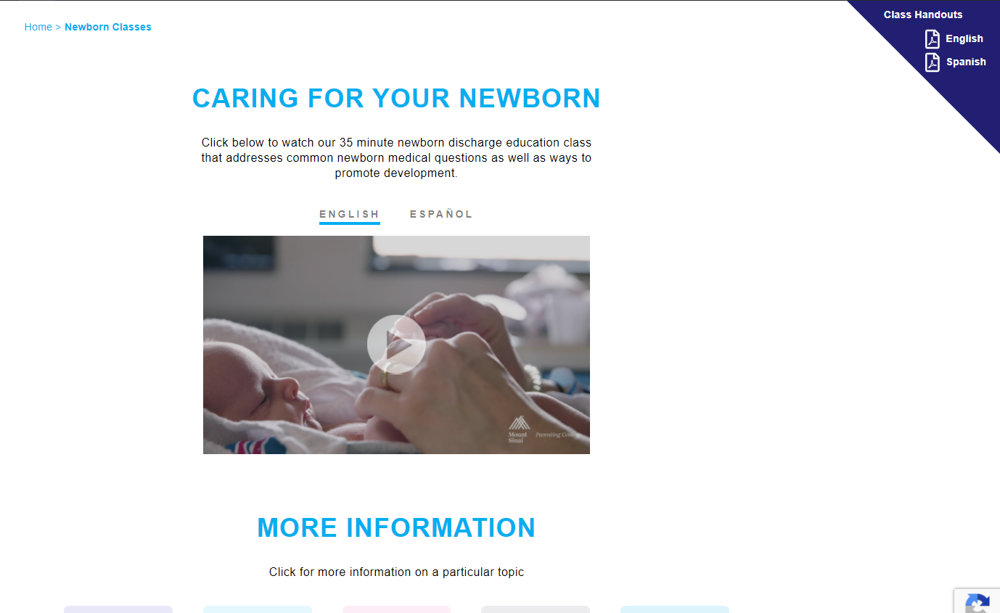 Class Handouts
English
Spanish
Home > Newborn Classes
CARING FOR YOUR NEWBORN
Click below to watch our 35 minute newborn discharge education class
that addresses common newborn medical questions as well as ways to
promote development.
ENGLISH ESPAÑOL
Mount
Sinai
Parenting
MORE INFORMATION
Click for more information on a particular topic